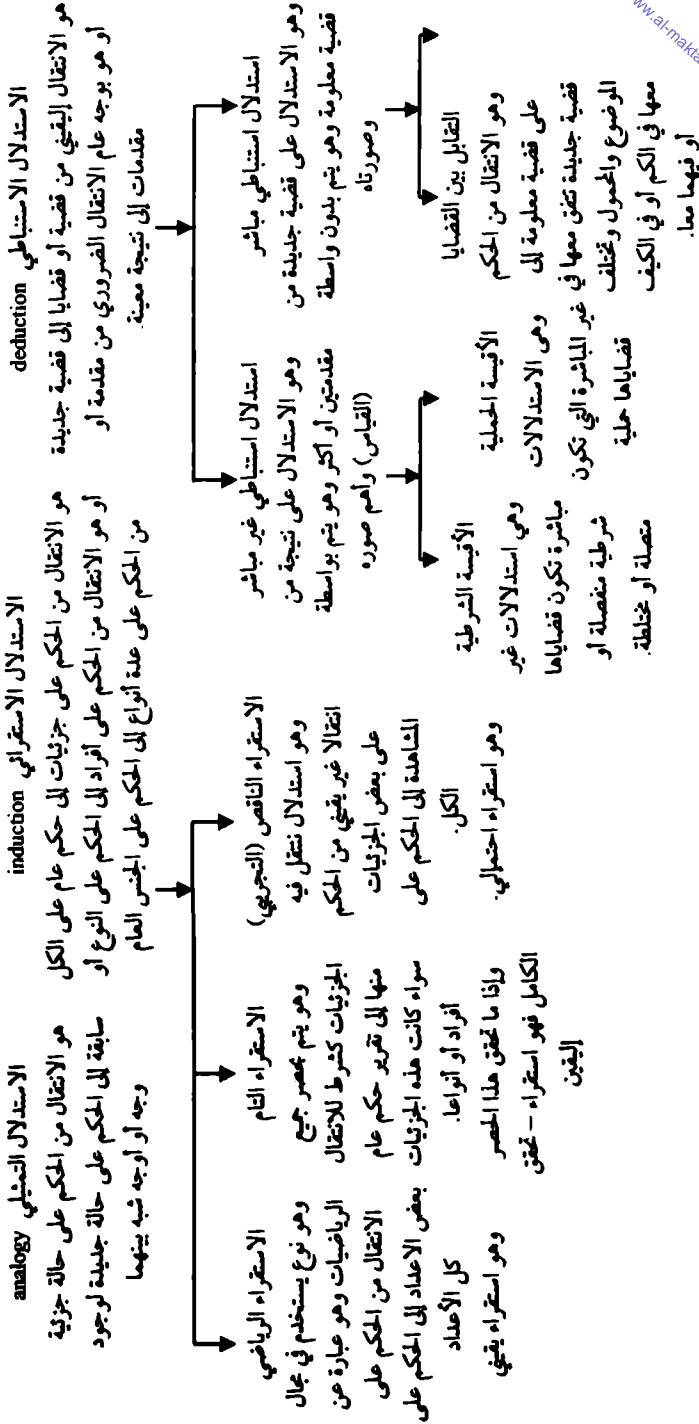 الاستدلال الاستنباطي deduction
هو الانتقال إليقيني من قضية أو قضايا إلى قضية جديدة
أو هو بوجه عام الانتقال الضروري من مقدمة أو
مقدمات إلى نتيجة معينة.
استدلال استنباطي مباشر
وهو الاستدلال على قضية جديدة من
قضية معلومة وهو يتم بدون واسطة
وصورتاه
التقابل بين القضايا
وهو الانتقال من الحكم
على قضية معلومة إلى
قضية جديدة تتفق معها في
الموضوع والمحمول وتختلف
معها في الكم أو في الكيف
أو فيهما معا.
استدلال استنباطي غير مباشر
وهو الاستدلال على نتيجة من
مقدمتين أو أكثر وهو يتم بواسطة
(القياس) وأهم صوره
الأقيسة الحملية
وهى الاستدلالات
غير المباشرة التي تكون
قضاياها حملية
الأقيسة الشرطية
وهي استدلالات غير
مباشرة تكون قضاياها
شرطية منفصلة أو
متصلة أو مختلطة.
الاستدلال الاستقرائي induction
هو الانتقال من الحكم على جزئيات إلى حكم عام على الكل
أو هو الانتقال من الحكم على أفراد إلى الحكم على النوع أو
من الحكم على عدة أنواع إلى الحكم على الجنس العام
الاستقراء الناقص (التجريبي)
وهو استدلال ننتقل فيه
انتقالا غير يقيني من الحكم
على بعض الجزئيات
المشاهدة إلى الحكم على
الكل.
وهو استقراء احتمالي.
الاستقراء التام
وهو يتم بحصر جميع
الجزئيات كشرط للانتقال
منها إلى تقرير حكم عام
سواء كانت هذه الجزئيات
أفراد أو أنواعا.
وإذا ما تحقق هذا الحصر
الكامل فهو استقراء – تحقق
إليقين
الاستقراء الرياضي
وهو نوع يستخدم في مجال
الرياضيات وهو عبارة عن
الانتقال من الحكم على
بعض الاعداد إلى الحكم على
كل الأعداد
وهو استقراء يقيني
الاستدلال التمثيلي analogy
هو الانتقال من الحكم على حالة جزئية
سابقة إلى الحكم على حالة جديدة لوجود
وجه أو أوجه شبه بينهما
www.al-makta